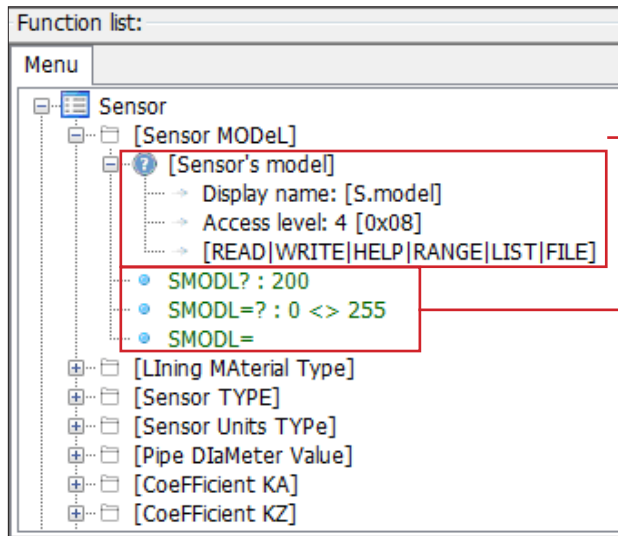 Function list:
Menu
Sensor
[Sensor MODeL]
[Sensor's model]
Display name: [S.model]
Access level: 4 [0x08]
[READ|WRITE|HELP|RANGE|LIST|FILE]
SMODL? : 200
SMODL=? : 0 <> 255
SMODL=
[LIning MAterial Type]
[Sensor TYPE]
[Sensor Units TYPe]
[Pipe DIaMeter Value]
[CoeFFicient KA]
[CoeFFicient KZ]